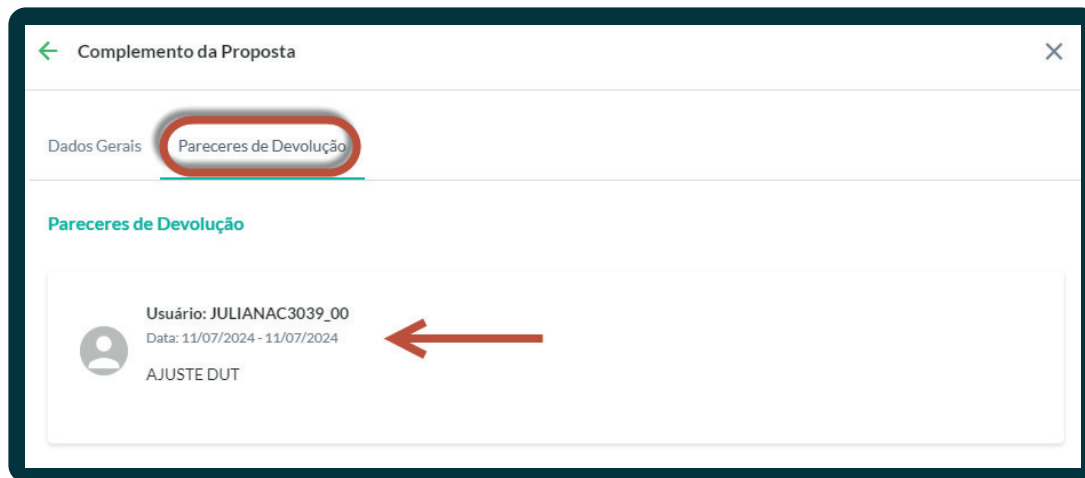 Complemento da Proposta
Dados Gerais Pareceres de Devolução
Pareceres de Devolução
Usuário: JULIANAC3039_00
Data: 11/07/2024 - 11/07/2024
AJUSTE DUT